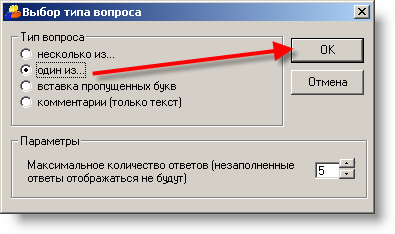 Выбор типа вопроса
Тип вопроса
несколько из...
один из...
вставка пропущенных букв
комментарии (только текст)
OK
Отмена
Параметры
Максимальное количество ответов (незаполненные
ответы отображаться не будут)
5